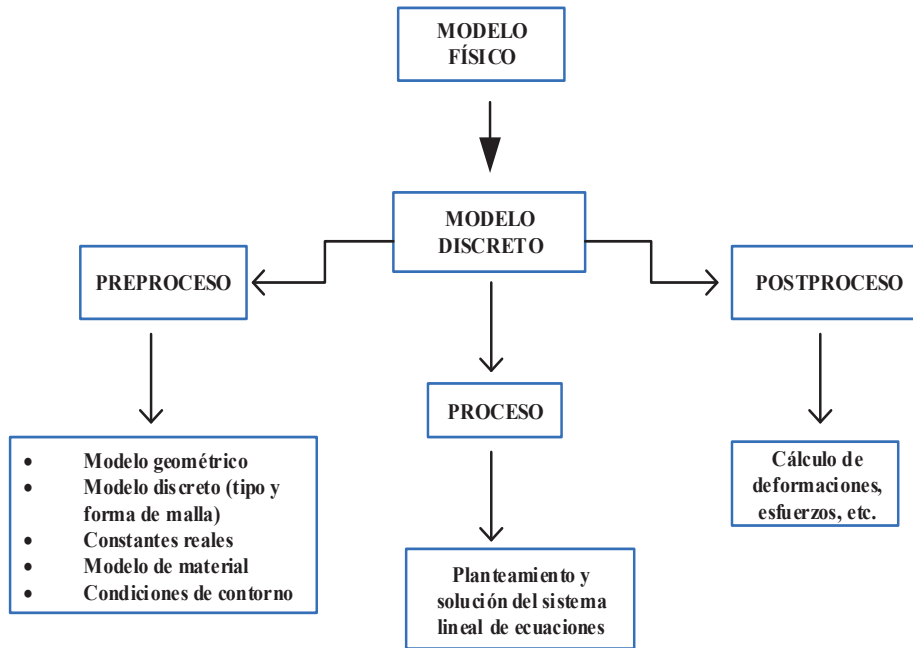 MODELO
FÍSICO
MODELO
DISCRETO
PREPROCESO
POSTPROCESO
PROCESO
• Modelo geométrico
• Modelo discreto (tipo y
forma de malla)
• Constantes reales
• Modelo de material
• Condiciones de contorno
Planteamiento y
solución del sistema
lineal de ecuaciones
Cálculo de
deformaciones,
esfuerzos, etc.